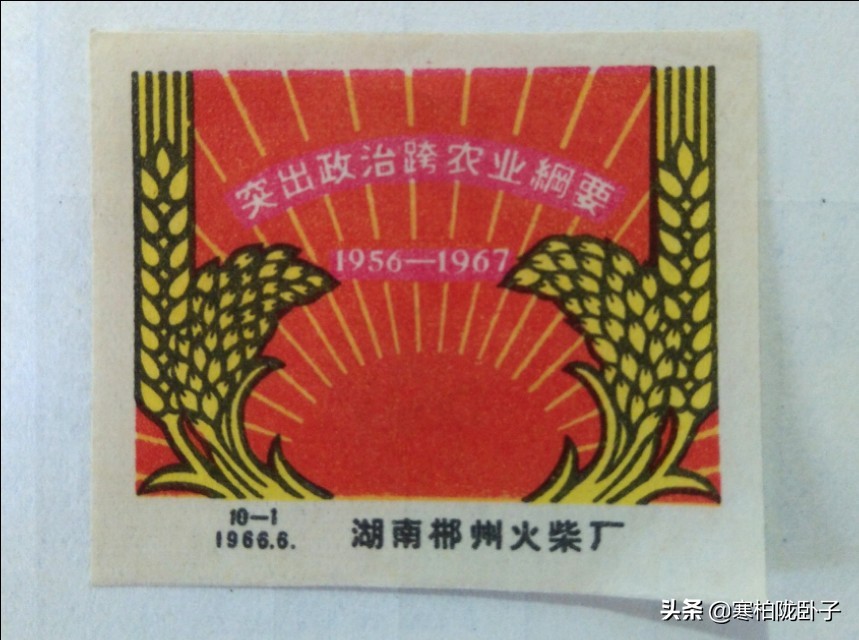 突出政治跨农业綱要
1956—1967
10—1
1966.6.
湖南郴州火柴厂
头条 @寒柏陇卧子